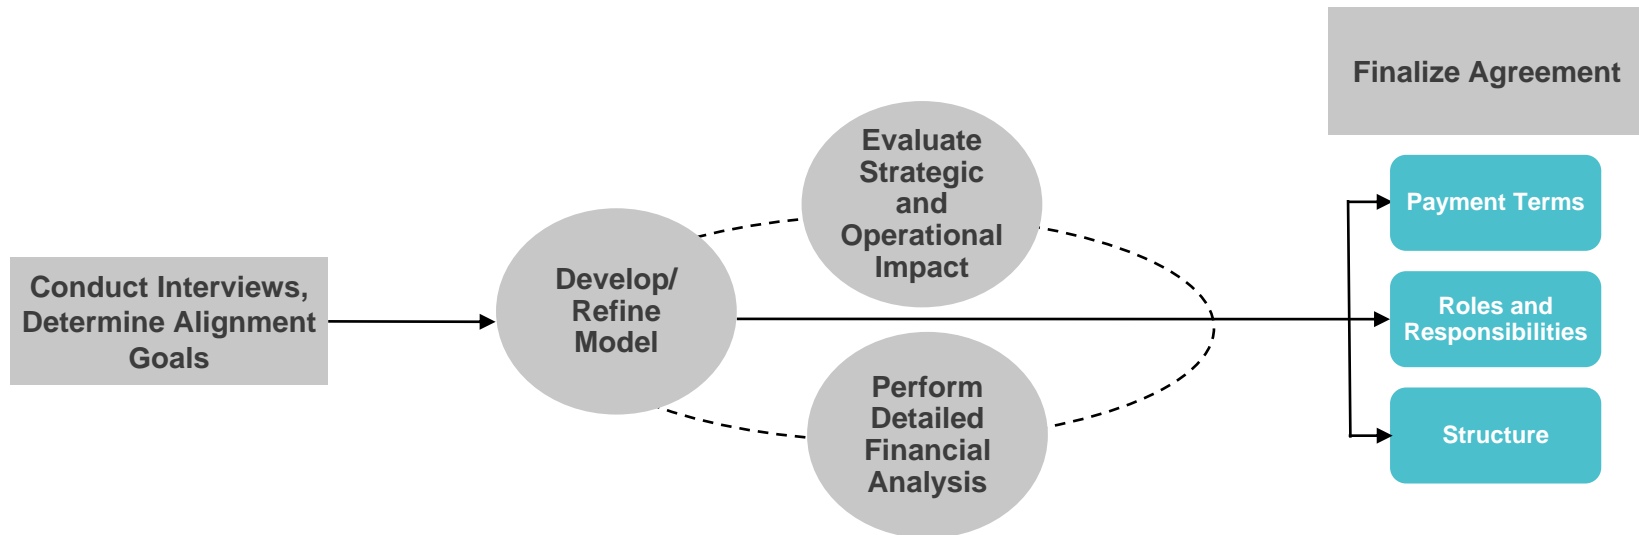 Conduct Interviews,
Determine Alignment
Goals
Develop/
Refine
Model
Evaluate
Strategic
and
Operational
Impact
Perform
Detailed
Financial
Analysis
Finalize Agreement
Payment Terms
Roles and
Responsibilities
Structure